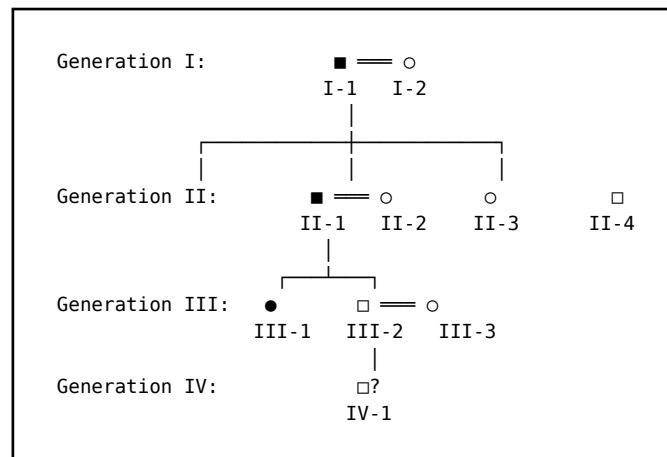 Generation I: ■ ═══ ○
I-1 I-2
Generation II: ■ ═══ ○ ○ □
II-1 II-2 II-3 II-4
Generation III: ● □ ═══ ○
III-1 III-2 III-3
Generation IV: □?
IV-1